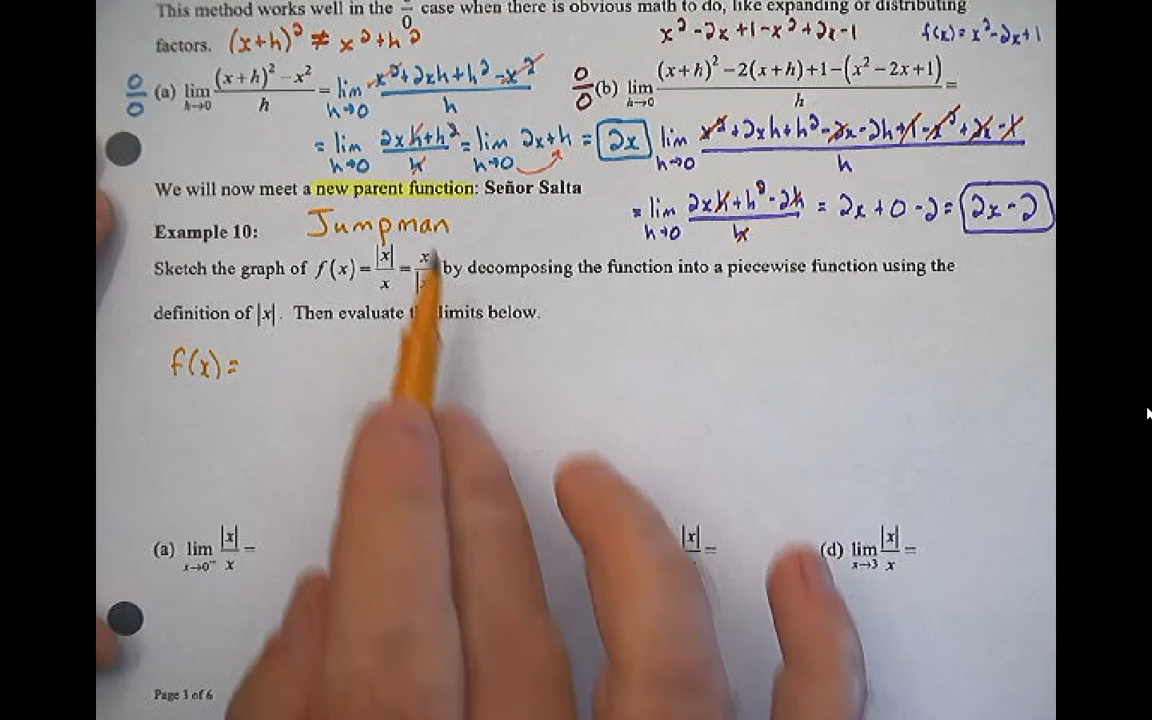 This method works well in the 0/0 case when there is obvious math to do, like expanding or distributing
factors. (x+h)² ≠ x²+h²
x²-2x+1-x²+2x-1 f(x)=x²-2x+1
0/0 (a) lim h→0 ((x+h)²-x²)/h = lim h→0 (x²+2xh+h²-x²)/h
= lim h→0 (2xh+h²)/h = lim h→0 2x+h = 2x
0/0 (b) lim h→0 ((x+h)²-2(x+h)+1-(x²-2x+1))/h =
lim h→0 (x²+2xh+h²-2x-2h+1-x²+2x-1)/h
= lim h→0 (2xh+h²-2h)/h = 2x+0-2 = 2x-2
We will now meet a new parent function: Señor Salta
Example 10: Jumpman
Sketch the graph of f(x)=|x|/x = x/ by decomposing the function into a piecewise function using the
definition of |x|. Then evaluate limits below.
f(x)=
(a) lim x→0⁻ |x|/x =
|x| =
(d) lim x→3 |x|/x =
Page 3 of 6